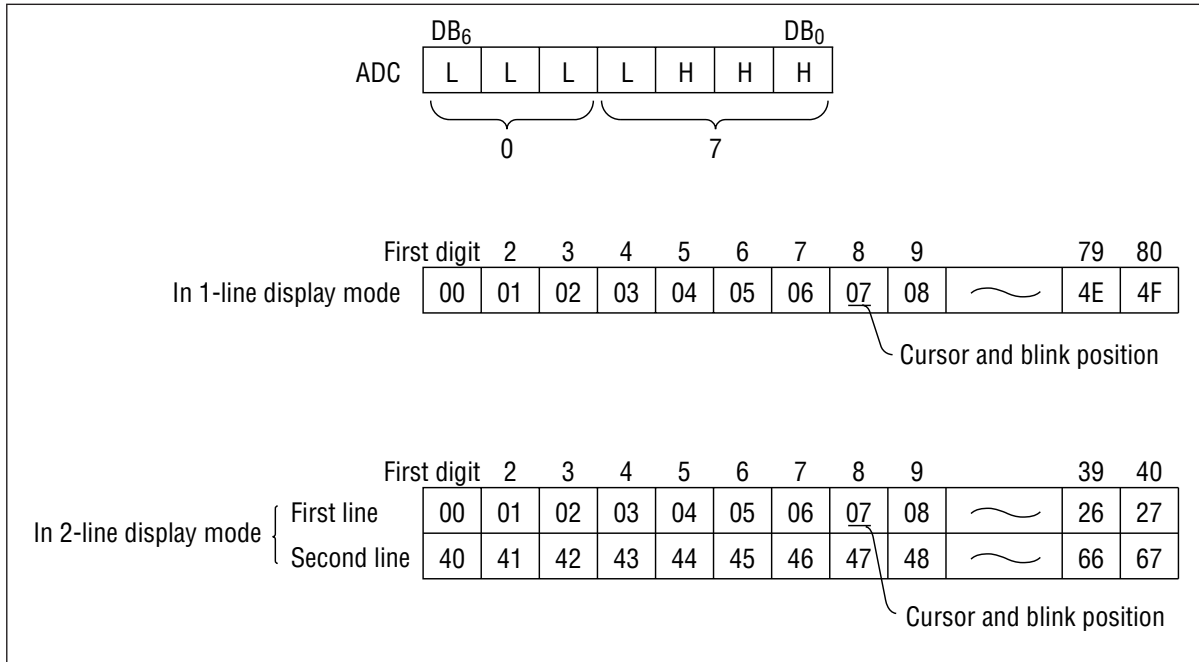 DB6 DB0
ADC L L L L H H H
0 7
First digit 2 3 4 5 6 7 8 9 79 80
In 1-line display mode 00 01 02 03 04 05 06 07 08 4E 4F
Cursor and blink position
First digit 2 3 4 5 6 7 8 9 39 40
In 2-line display mode
First line 00 01 02 03 04 05 06 07 08 26 27
Second line 40 41 42 43 44 45 46 47 48 66 67
Cursor and blink position